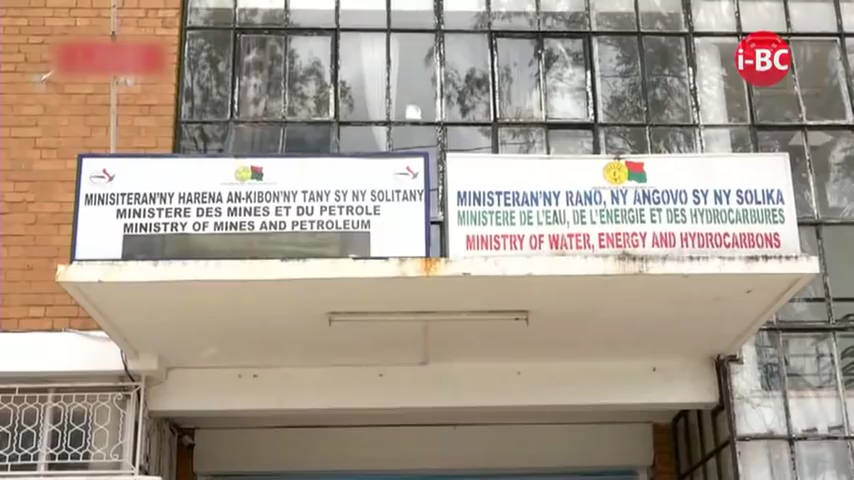 i-BC
MINISITERAN'NY HARENA AN-KIBON'NY TANY SY NY SOLITANY
MINISTERE DES MINES ET DU PETROLE
MINISTRY OF MINES AND PETROLEUM
MINISTERAN'NY RANO, NY ANGOVO SY NY SOLIKA
MINISTERE DE L'EAU, DE L'ÉNERGIE ET DES HYDROCARBURES
MINISTRY OF WATER, ENERGY AND HYDROCARBONS